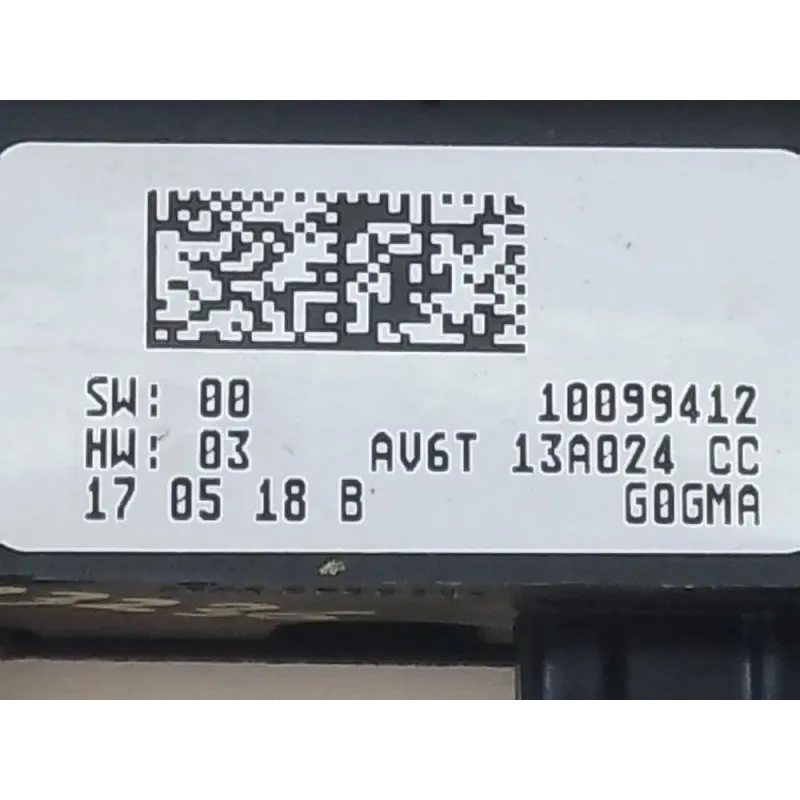 SW: 00 10099412
HW: 03 AV6T 13A024 CC
17 05 18 B G0GMA